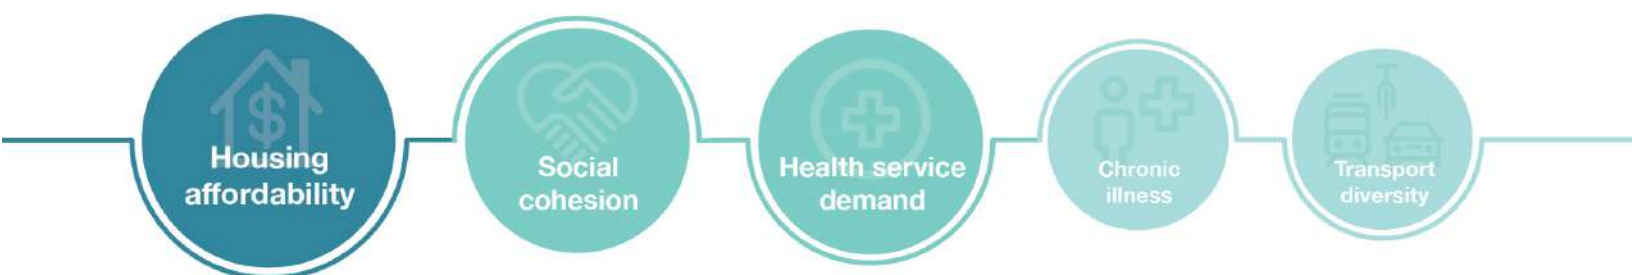 Housing
affordability
Social
cohesion
Health service
demand
Chronic
illness
Transport
diversity